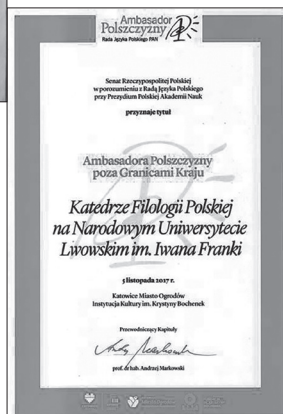 Ambasador
Polszczyzny
Rada Języka Polskiego PAN
Senat Rzeczypospolitej Polskiej
w porozumieniu z Radą Języka Polskiego
przy Prezydium Polskiej Akademii Nauk
przyznaje tytuł
Ambasadora Polszczyzny
poza Granicami Kraju
Katedrze Filologii Polskiej
na Narodowym Uniwersytecie
Lwowskim im. Iwana Franki
5 listopada 2017 r.
Katowice Miasto Ogrodów
Instytucja Kultury im. Krystyny Bochenek
Przewodniczący Kapituły
prof. dr hab. Andrzej Markowski